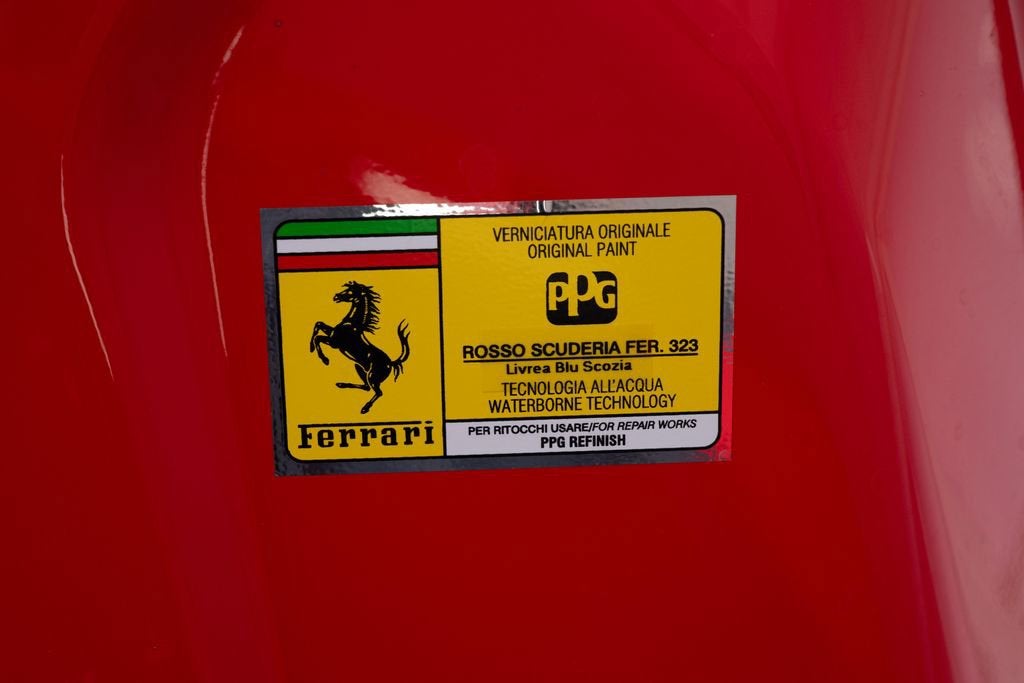 VERNICIATURA ORIGINALE
ORIGINAL PAINT
PPG
ROSSO SCUDERIA FER. 323
Livrea Blu Scozia
TECNOLOGIA ALL'ACQUA
WATERBORNE TECHNOLOGY
Ferrari
PER RITOCCHI USARE/FOR REPAIR WORKS
PPG REFINISH